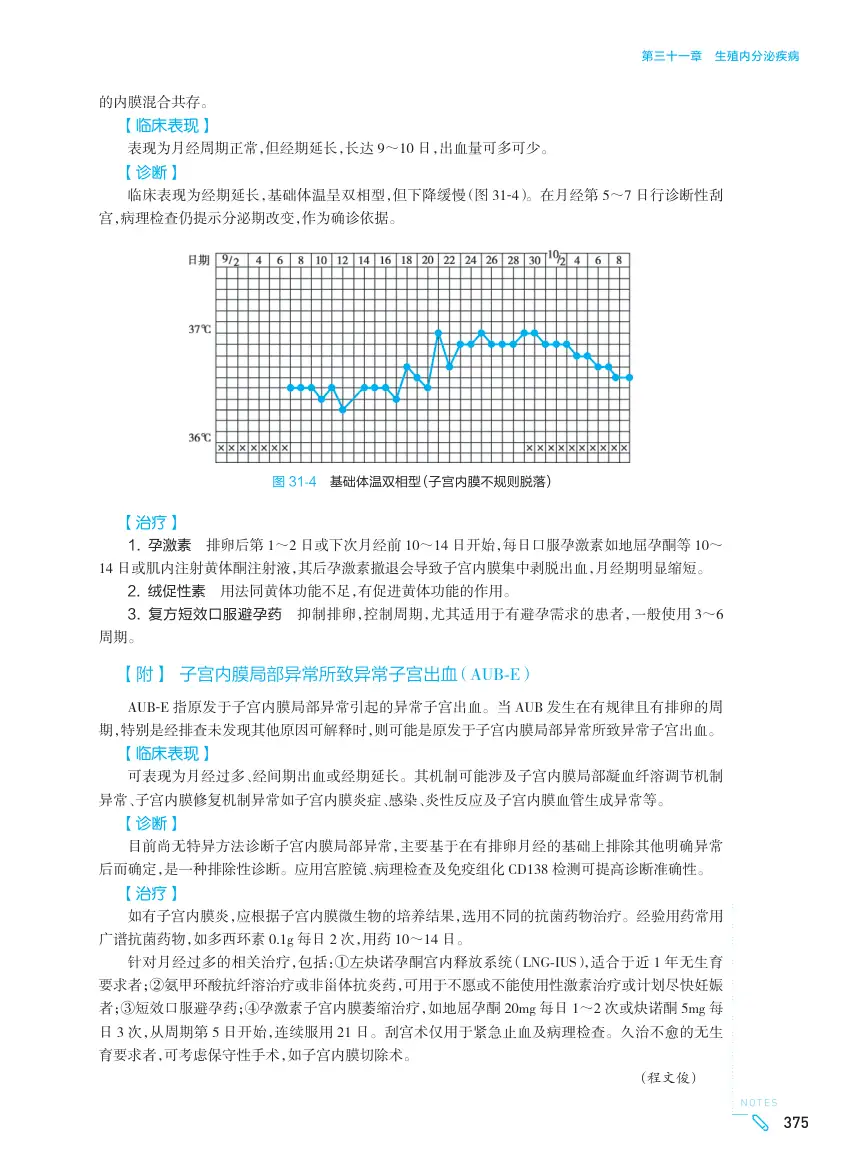 第三十一章 生殖内分泌疾病
的内膜混合共存。
【临床表现】
表现为月经周期正常,但经期延长,长达 9～10 日,出血量可多可少。
【诊断】
临床表现为经期延长,基础体温呈双相型,但下降缓慢(图 31-4)。在月经第 5～7 日行诊断性刮
宫,病理检查仍提示分泌期改变,作为确诊依据。
日期 9/2 4 6 8 10 12 14 16 18 20 22 24 26 28 30 10/2 4 6 8
37℃
36℃
× × × × × × × × × × × × × × × × ×
图 31-4 基础体温双相型(子宫内膜不规则脱落)
【治疗】
1. 孕激素 排卵后第 1～2 日或下次月经前 10～14 日开始,每日口服孕激素如地屈孕酮等 10～
14 日或肌内注射黄体酮注射液,其后孕激素撤退会导致子宫内膜集中剥脱出血,月经期明显缩短。
2. 绒促性素 用法同黄体功能不足,有促进黄体功能的作用。
3. 复方短效口服避孕药 抑制排卵,控制周期,尤其适用于有避孕需求的患者,一般使用 3～6
周期。
【附】 子宫内膜局部异常所致异常子宫出血(AUB-E)
AUB-E 指原发于子宫内膜局部异常引起的异常子宫出血。当 AUB 发生在有规律且有排卵的周
期,特别是经排查未发现其他原因可解释时,则可能是原发于子宫内膜局部异常所致异常子宫出血。
【临床表现】
可表现为月经过多、经间期出血或经期延长。其机制可能涉及子宫内膜局部凝血纤溶调节机制
异常、子宫内膜修复机制异常如子宫内膜炎症、感染、炎性反应及子宫内膜血管生成异常等。
【诊断】
目前尚无特异方法诊断子宫内膜局部异常,主要基于在有排卵月经的基础上排除其他明确异常
后而确定,是一种排除性诊断。应用宫腔镜、病理检查及免疫组化 CD138 检测可提高诊断准确性。
【治疗】
如有子宫内膜炎,应根据子宫内膜微生物的培养结果,选用不同的抗菌药物治疗。经验用药常用
广谱抗菌药物,如多西环素 0.1g 每日 2 次,用药 10～14 日。
针对月经过多的相关治疗,包括:①左炔诺孕酮宫内释放系统(LNG-IUS),适合于近 1 年无生育
要求者;②氨甲环酸抗纤溶治疗或非甾体抗炎药,可用于不愿或不能使用性激素治疗或计划尽快妊娠
者;③短效口服避孕药;④孕激素子宫内膜萎缩治疗,如地屈孕酮 20mg 每日 1～2 次或炔诺酮 5mg 每
日 3 次,从周期第 5 日开始,连续服用 21 日。刮宫术仅用于紧急止血及病理检查。久治不愈的无生
育要求者,可考虑保守性手术,如子宫内膜切除术。
(程文俊)
NOTES
375